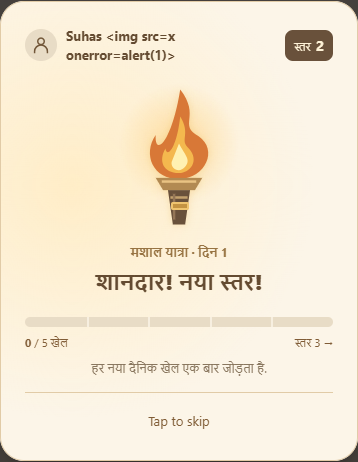 Suhas <img src=x
onerror=alert(1)>
स्तर 2
मशाल यात्रा · दिन 1
शानदार! नया स्तर!
0 / 5 खेल
स्तर 3 →
हर नया दैनिक खेल एक बार जोड़ता है.
Tap to skip